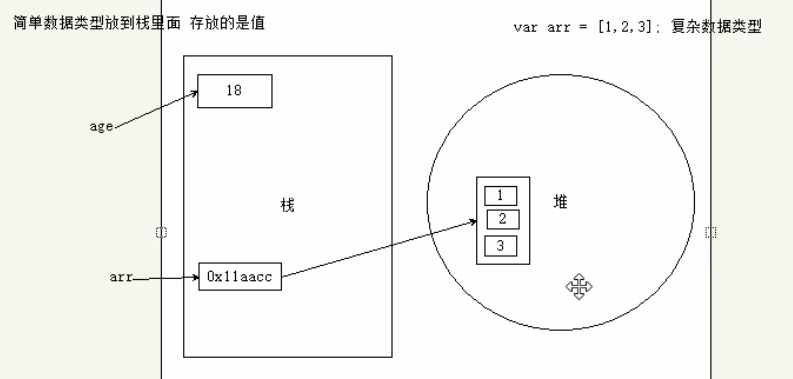 简单数据类型放到栈里面 存放的是值
var arr = [1,2,3]; 复杂数据类型
18
age
栈
堆
1
2
3
arr
0x11aacc